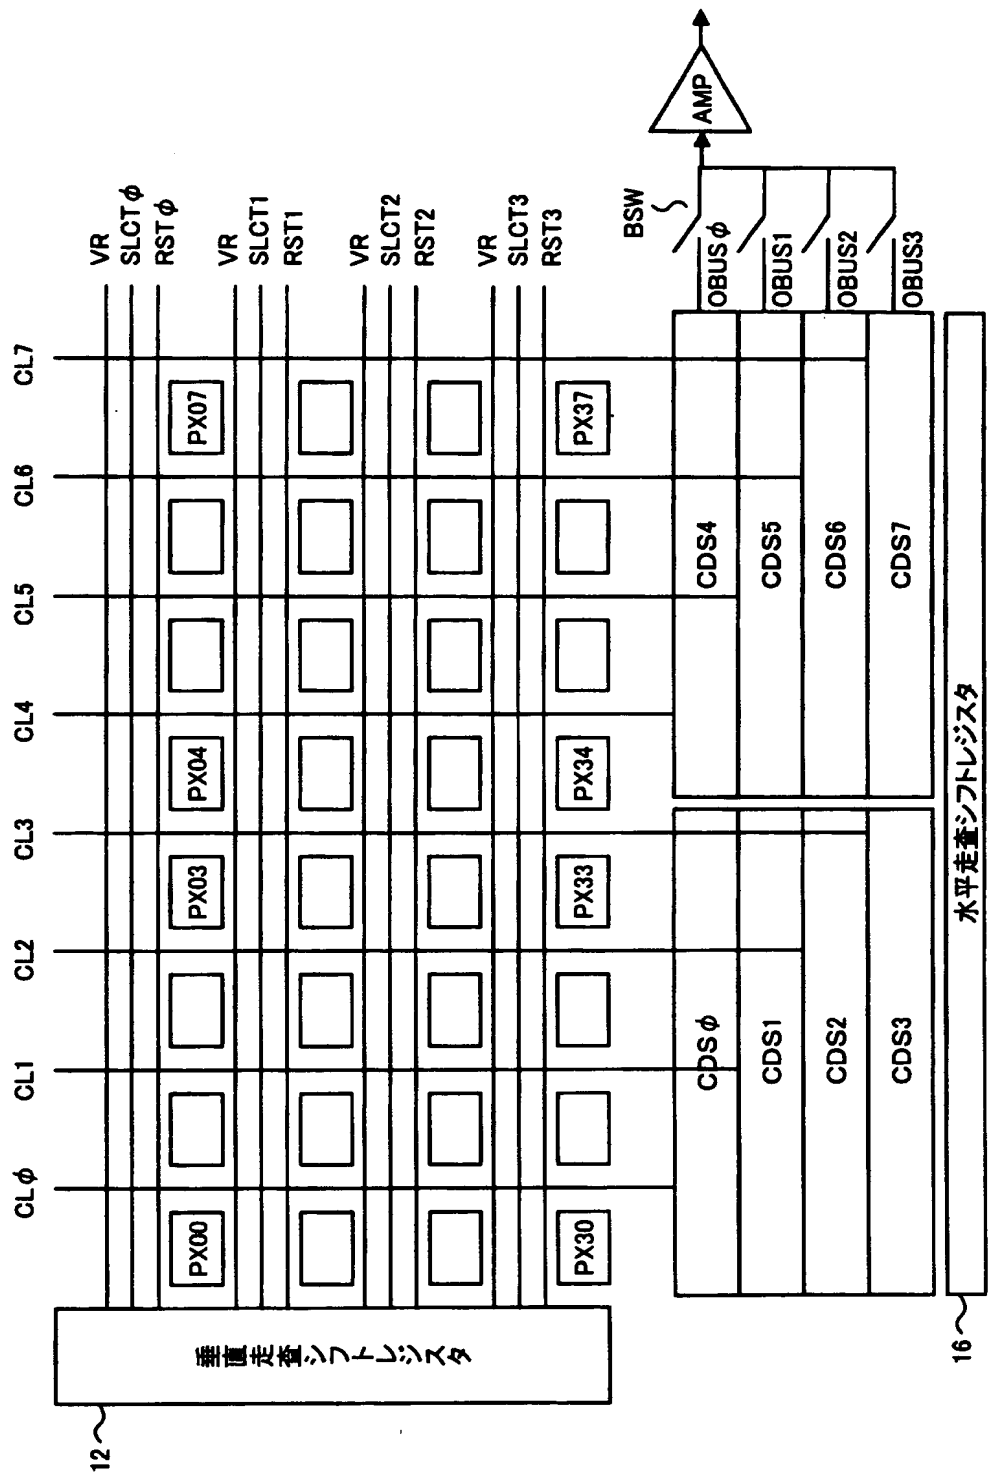 CLφ
CL1
CL2
CL3
CL4
CL5
CL6
CL7
VR
SLCTφ
RSTφ
PX00
PX03
PX04
PX07
VR
SLCT1
RST1
VR
SLCT2
RST2
VR
SLCT3
RST3
PX30
PX33
PX34
PX37
12
垂直走査シフトレジスタ
BSW
AMP
CDSφ
CDS4
OBUSφ
CDS1
CDS5
OBUS1
CDS2
CDS6
OBUS2
CDS3
CDS7
OBUS3
16
水平走査シフトレジスタ